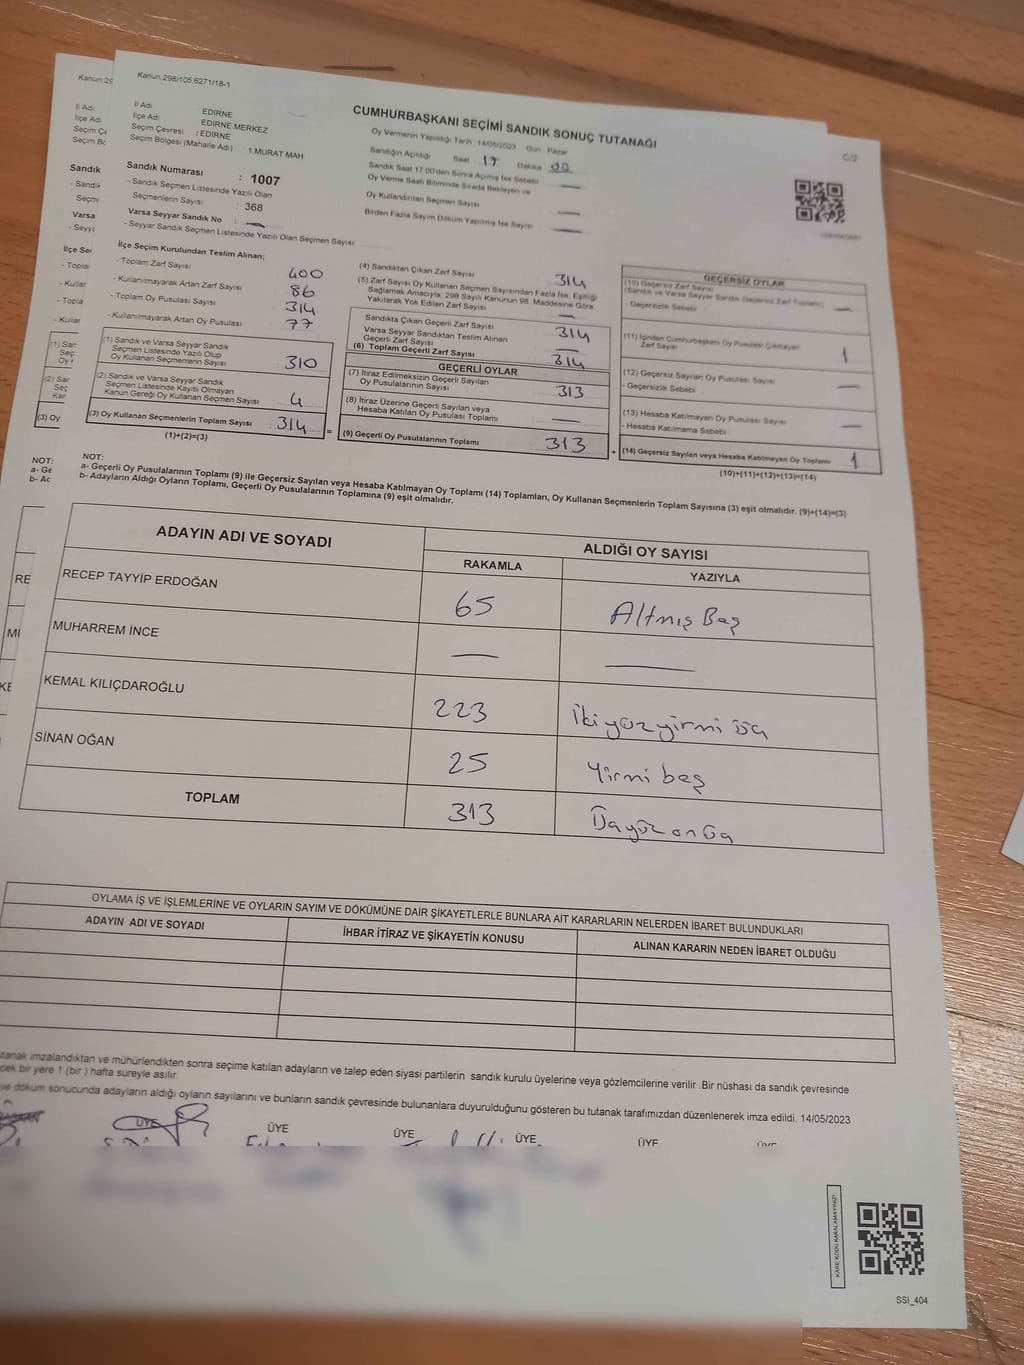 Kanun:298/105;6271/18-1
CUMHURBAŞKANI SEÇİMİ SANDIK SONUÇ TUTANAĞI
C/2
İl Adı EDİRNE
İlçe Adı EDİRNE MERKEZ
Seçim Çevresi : EDİRNE
Seçim Bölgesi (Mahalle Adı) : 1.MURAT MAH.
Oy Vermenin Yapıldığı Tarih 14/05/2023 Gün Pazar
Sandığın Açıldığı Saat 17 Dakika 00
Sandık Saat 17:00'den Sonra Açılmış İse Sebebi
Oy Verme Saati Bitiminde Sırada Bekleyen ve
Oy Kullandırılan Seçmen Sayısı
Birden Fazla Sayım Döküm Yapılmış İse Sayısı
Sandık Numarası : 1007
- Sandık Seçmen Listesinde Yazılı Olan
Seçmenlerin Sayısı : 368
Varsa Seyyar Sandık No :
- Seyyar Sandık Seçmen Listesinde Yazılı Olan Seçmen Sayısı
İlçe Seçim Kurulundan Teslim Alınan;
- Toplam Zarf Sayısı 400
- Kullanılmayarak Artan Zarf Sayısı 86
- Toplam Oy Pusulası Sayısı 314
- Kullanılmayarak Artan Oy Pusulası 77
(1) Sandık ve Varsa Seyyar Sandık
Seçmen Listesinde Yazılı Olup
Oy Kullanan Seçmenlerin Sayısı 310
(2) Sandık ve Varsa Seyyar Sandık
Seçmen Listesinde Kayıtlı Olmayan
Kanun Gereği Oy Kullanan Seçmen Sayısı 4
(3) Oy Kullanan Seçmenlerin Toplam Sayısı : 314
(1)+(2)=(3)
(4) Sandıktan Çıkan Zarf Sayısı 314
(5) Zarf Sayısı Oy Kullanan Seçmen Sayısından Fazla İse, Eşitliği
Sağlamak Amacıyla, 298 Sayılı Kanunun 98. Maddesine Göre
Yakılarak Yok Edilen Zarf Sayısı
Sandıkta Çıkan Geçerli Zarf Sayısı 314
Varsa Seyyar Sandıktan Teslim Alınan
Geçerli Zarf Sayısı
(6) Toplam Geçerli Zarf Sayısı 314
GEÇERLİ OYLAR
(7) İtiraz Edilmeksizin Geçerli Sayılan
Oy Pusulalarının Sayısı 313
(8) İtiraz Üzerine Geçerli Sayılan veya
Hesaba Katılan Oy Pusulası Toplamı
(9) Geçerli Oy Pusulalarının Toplamı 313
GEÇERSİZ OYLAR
(10) Geçersiz Zarf Sayısı
(Sandık ve Varsa Seyyar Sandık Geçersiz Zarf Toplamı)
- Geçersizlik Sebebi
(11) İçinden Cumhurbaşkanı Oy Pusulası Çıkmayan
Zarf Sayısı 1
(12) Geçersiz Sayılan Oy Pusulası Sayısı
- Geçersizlik Sebebi
(13) Hesaba Katılmayan Oy Pusulası Sayısı
- Hesaba Katılmama Sebebi
(14) Geçersiz Sayılan veya Hesaba Katılmayan Oy Toplamı 1
(10)+(11)+(12)+(13)=(14)
NOT:
a- Geçerli Oy Pusulalarının Toplamı (9) ile Geçersiz Sayılan veya Hesaba Katılmayan Oy Toplamı (14) Toplamları, Oy Kullanan Seçmenlerin Toplam Sayısına (3) eşit olmalıdır. (9)+(14)=(3)
b- Adayların Aldığı Oyların Toplamı, Geçerli Oy Pusulalarının Toplamına (9) eşit olmalıdır.
ADAYIN ADI VE SOYADI
ALDIĞI OY SAYISI
RAKAMLA YAZIYLA
RECEP TAYYİP ERDOĞAN 65 Altmış Beş
MUHARREM İNCE
KEMAL KILIÇDAROĞLU 223 İkiyüzyirmi üç
SİNAN OĞAN 25 Yirmi beş
TOPLAM 313 Üçyüz onüç
OYLAMA İŞ VE İŞLEMLERİNE VE OYLARIN SAYIM VE DÖKÜMÜNE DAİR ŞİKAYETLERLE BUNLARA AİT KARARLARIN NELERDEN İBARET BULUNDUKLARI
ADAYIN ADI VE SOYADI
İHBAR İTİRAZ VE ŞİKAYETİN KONUSU
ALINAN KARARIN NEDEN İBARET OLDUĞU
tanak imzalandıktan ve mühürlendikten sonra seçime katılan adayların ve talep eden siyasi partilerin sandık kurulu üyelerine veya gözlemcilerine verilir .Bir nüshası da sandık çevresinde
cek bir yere 1 (bir ) hafta süreyle asılır.
ve döküm sonucunda adayların aldığı oyların sayılarını ve bunların sandık çevresinde bulunanlara duyurulduğunu gösteren bu tutanak tarafımızdan düzenlenerek imza edildi. 14/05/2023
BAŞKAN ÜYE ÜYE ÜYE ÜYE ÜYE ÜYE
KARE KODU KARALAMAYINIZ!
SSI_404